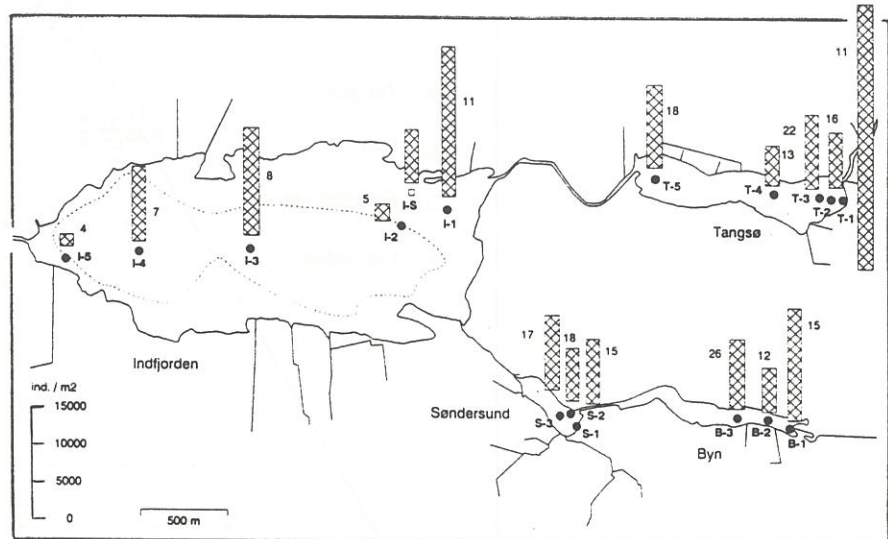 11
11
18
22
16
13
8
T-5
T-4
T-3
T-2
T-1
7
5
I-S
I-1
I-2
Tangsø
4
I-5
I-4
I-3
17
18
15
26
12
15
Indfjorden
ind. / m2
15000
10000
5000
0
500 m
Søndersund
S-3
S-2
S-1
B-3
B-2
B-1
Byn